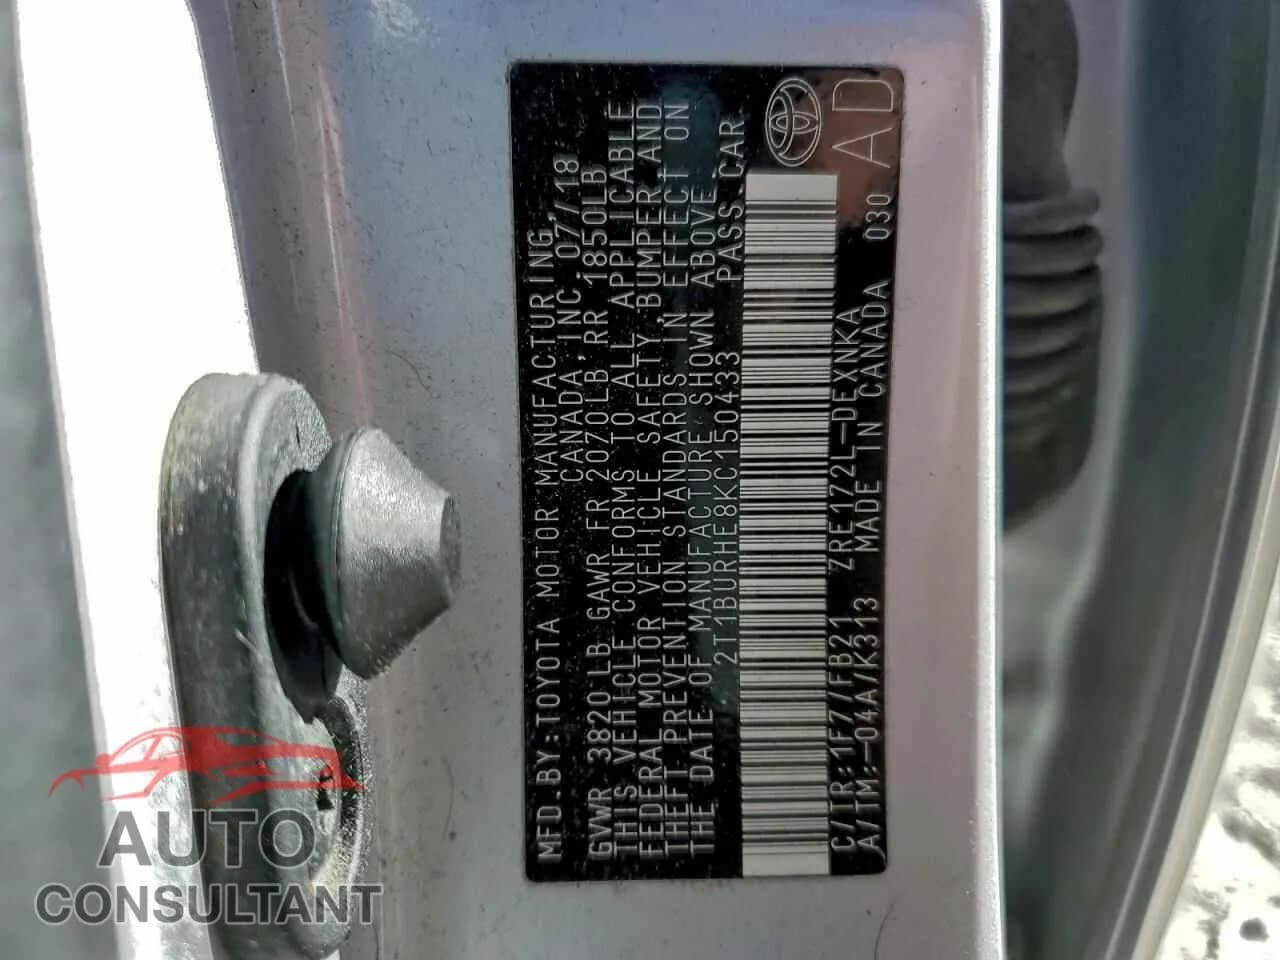 MFD.BY:TOYOTA MOTOR MANUFACTURING,
CANADA,INC.07/18
GVWR 3820LB GAWR FR 2070LB,RR 1850LB
THIS VEHICLE CONFORMS TO ALL APPLICABLE
FEDERAL MOTOR VEHICLE SAFETY,BUMPER,AND
THEFT PREVENTION STANDARDS IN EFFECT ON
THE DATE OF MANUFACTURE SHOWN ABOVE.
2T1BURHE8KC150433 PASS.CAR
C/TR:1F7/FB21 ZRE172L-DEXNKA 030 AD
A/TM:-04A/K313 MADE IN CANADA
AUTO
CONSULTANT